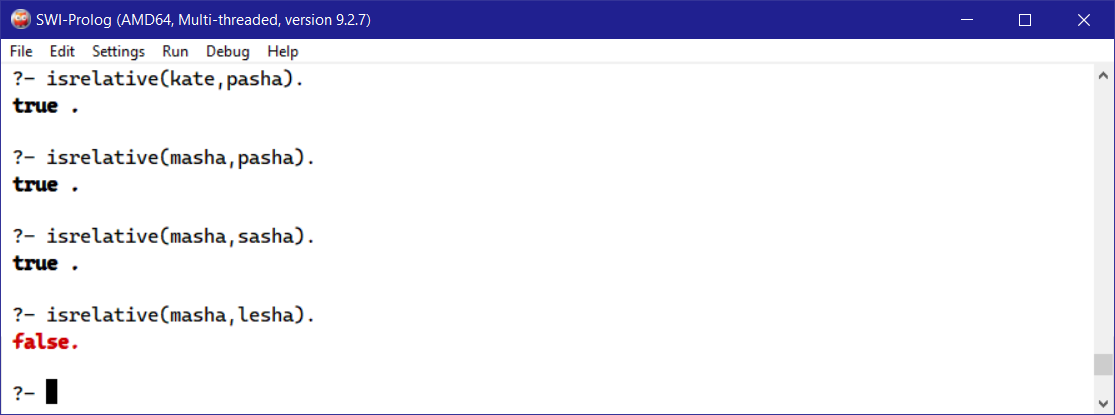 SWI-Prolog (AMD64, Multi-threaded, version 9.2.7)
File Edit Settings Run Debug Help
?- isrelative(kate,pasha).
true .
?- isrelative(masha,pasha).
true .
?- isrelative(masha,sasha).
true .
?- isrelative(masha,lesha).
false.
?-